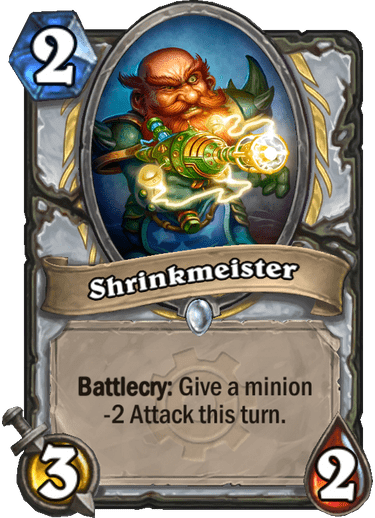 2
Shrinkmeister
Battlecry: Give a minion
-2 Attack this turn.
3
2